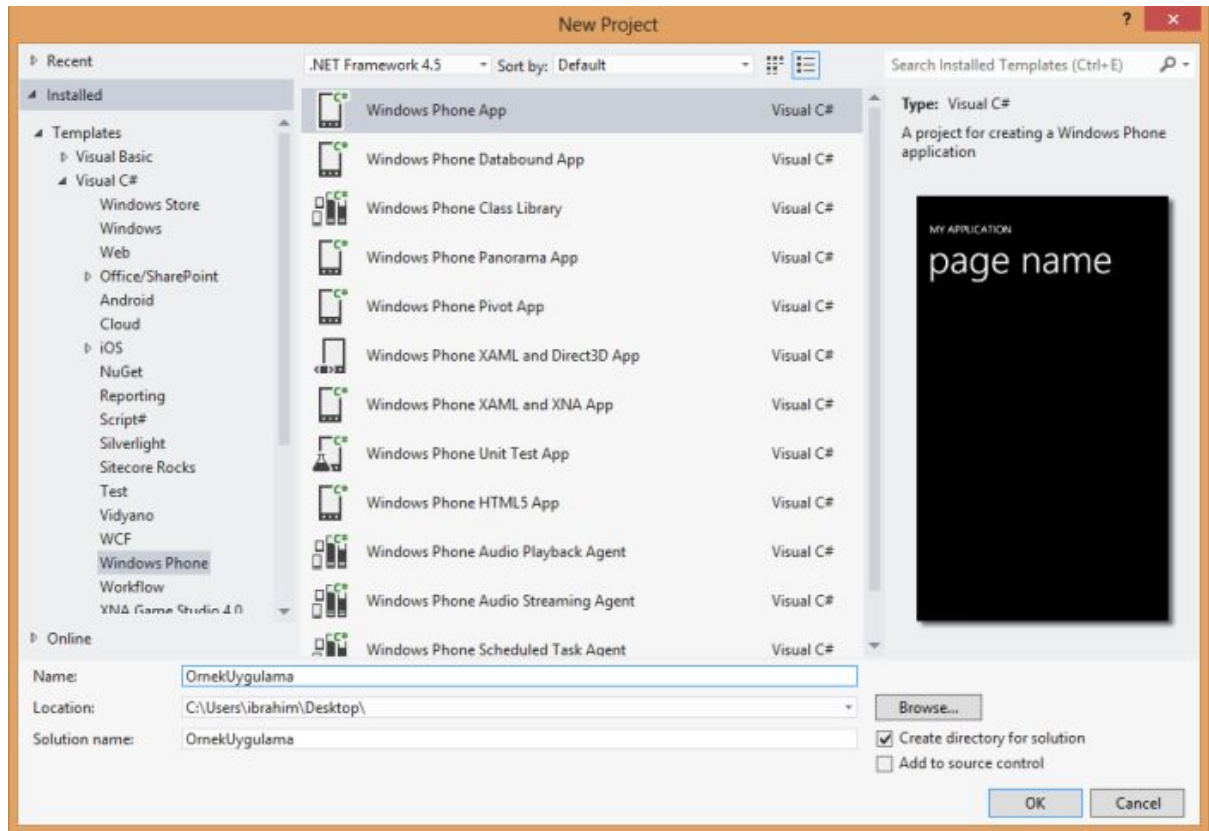 New Project
?
Recent
.NET Framework 4.5 Sort by: Default
Search Installed Templates (Ctrl+E)
Installed
Templates
Visual Basic
Visual C#
Windows Store
Windows
Web
Office/SharePoint
Android
Cloud
iOS
NuGet
Reporting
Script#
Silverlight
Sitecore Rocks
Test
Vidyano
WCF
Windows Phone
Workflow
XNA Game Studio 4.0
Online
Windows Phone App Visual C#
Windows Phone Databound App Visual C#
Windows Phone Class Library Visual C#
Windows Phone Panorama App Visual C#
Windows Phone Pivot App Visual C#
Windows Phone XAML and Direct3D App Visual C#
Windows Phone XAML and XNA App Visual C#
Windows Phone Unit Test App Visual C#
Windows Phone HTML5 App Visual C#
Windows Phone Audio Playback Agent Visual C#
Windows Phone Audio Streaming Agent Visual C#
Windows Phone Scheduled Task Agent Visual C#
Type: Visual C#
A project for creating a Windows Phone
application
MY APPLICATION
page name
Name: OrnekUygulama
Location: C:\Users\ibrahim\Desktop\
Browse...
Solution name: OrnekUygulama
Create directory for solution
Add to source control
OK Cancel